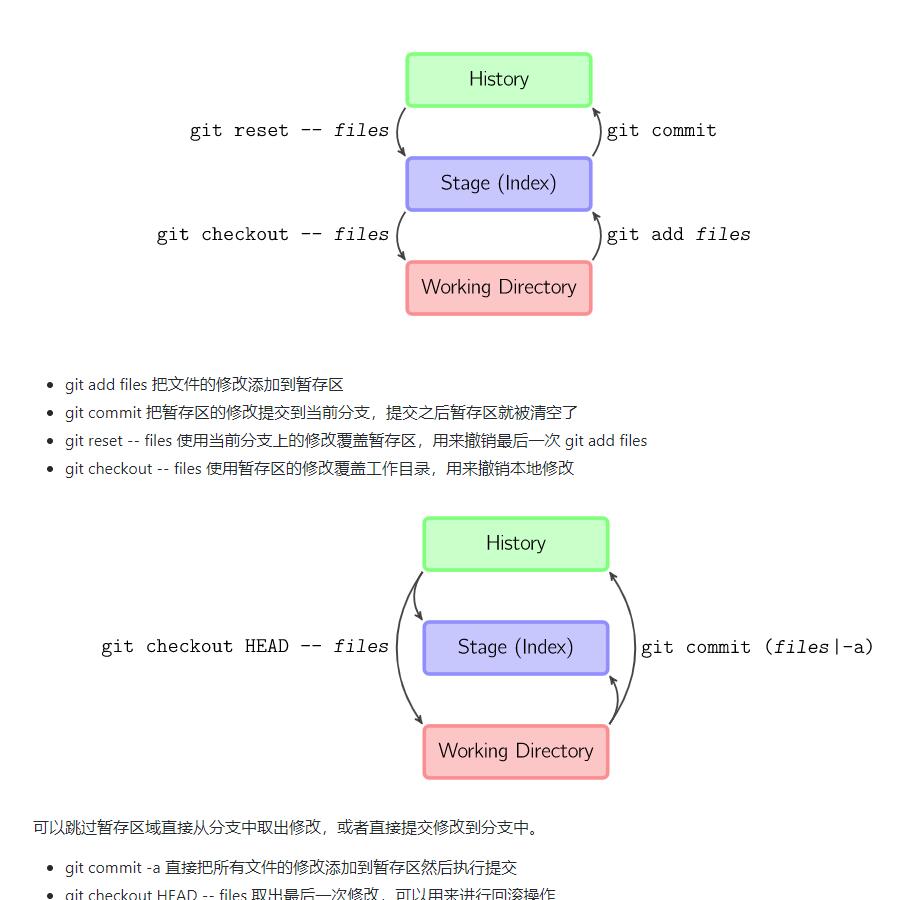 History
git reset -- files
git commit
Stage (Index)
git checkout -- files
git add files
Working Directory
git add files 把文件的修改添加到暂存区
git commit 把暂存区的修改提交到当前分支，提交之后暂存区就被清空了
git reset -- files 使用当前分支上的修改覆盖暂存区，用来撤销最后一次 git add files
git checkout -- files 使用暂存区的修改覆盖工作目录，用来撤销本地修改
History
git checkout HEAD -- files
Stage (Index)
git commit (files|-a)
Working Directory
可以跳过暂存区域直接从分支中取出修改，或者直接提交修改到分支中。
git commit -a 直接把所有文件的修改添加到暂存区然后执行提交
git checkout HEAD -- files 取出最后一次修改，可以用来进行回滚操作